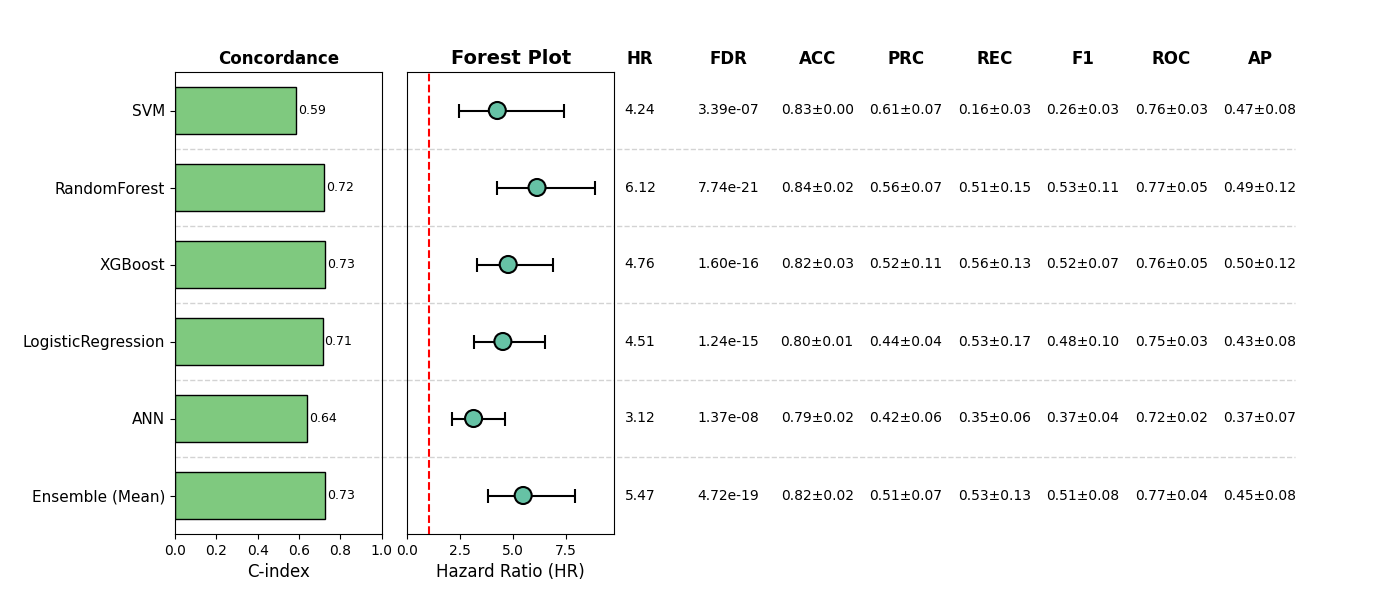 Concordance Forest Plot HR FDR ACC PRC REC F1 ROC AP
SVM 0.59 4.24 3.39e-07 0.83±0.00 0.61±0.07 0.16±0.03 0.26±0.03 0.76±0.03 0.47±0.08
RandomForest 0.72 6.12 7.74e-21 0.84±0.02 0.56±0.07 0.51±0.15 0.53±0.11 0.77±0.05 0.49±0.12
XGBoost 0.73 4.76 1.60e-16 0.82±0.03 0.52±0.11 0.56±0.13 0.52±0.07 0.76±0.05 0.50±0.12
LogisticRegression 0.71 4.51 1.24e-15 0.80±0.01 0.44±0.04 0.53±0.17 0.48±0.10 0.75±0.03 0.43±0.08
ANN 0.64 3.12 1.37e-08 0.79±0.02 0.42±0.06 0.35±0.06 0.37±0.04 0.72±0.02 0.37±0.07
Ensemble (Mean) 0.73 5.47 4.72e-19 0.82±0.02 0.51±0.07 0.53±0.13 0.51±0.08 0.77±0.04 0.45±0.08
0.0 0.2 0.4 0.6 0.8 1.0 0.0 2.5 5.0 7.5
C-index Hazard Ratio (HR)